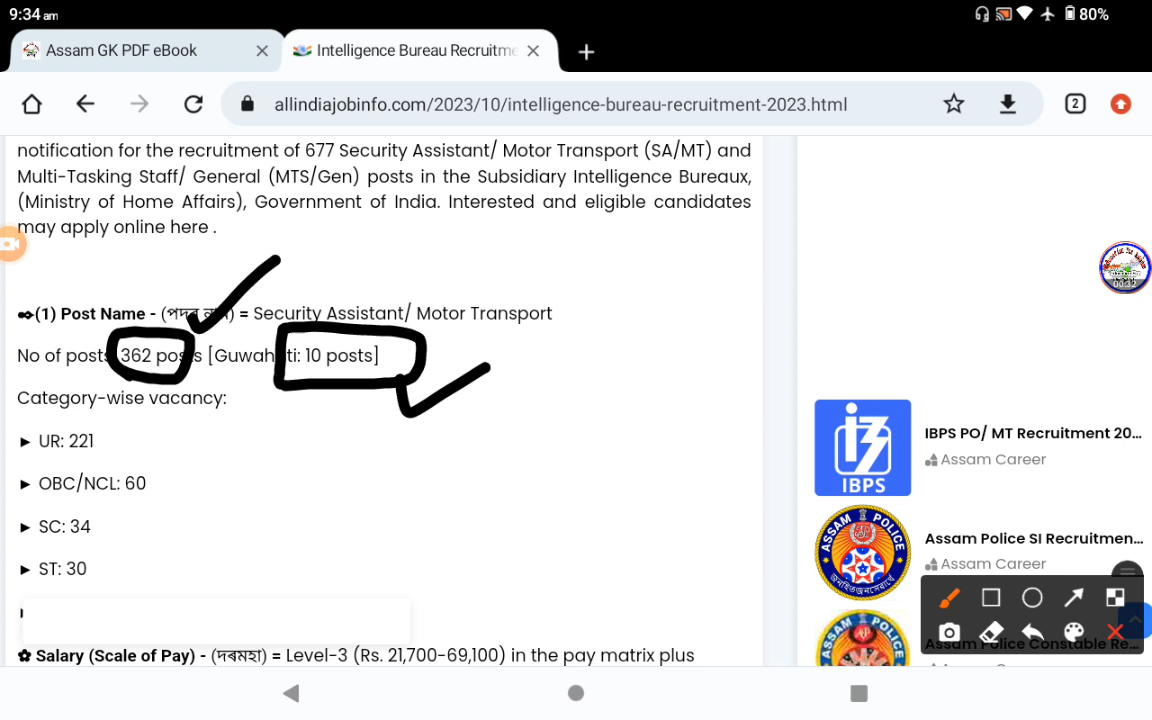 9:34 am
80%
Assam GK PDF eBook
Intelligence Bureau Recruitme
allindiajobinfo.com/2023/10/intelligence-bureau-recruitment-2023.html
2
notification for the recruitment of 677 Security Assistant/ Motor Transport (SA/MT) and
Multi-Tasking Staff/ General (MTS/Gen) posts in the Subsidiary Intelligence Bureaux,
(Ministry of Home Affairs), Government of India. Interested and eligible candidates
may apply online here .
00:32
✒(1) Post Name - (পদৰ নাম) = Security Assistant/ Motor Transport
No of posts: 362 posts [Guwahati: 10 posts]
Category-wise vacancy:
► UR: 221
► OBC/NCL: 60
► SC: 34
► ST: 30
✿ Salary (Scale of Pay) - (দৰমহা) = Level-3 (Rs. 21,700-69,100) in the pay matrix plus
IBPS
IBPS PO/ MT Recruitment 20...
Assam Career
ASSAM POLICE
Assam Police SI Recruitmen...
Assam Career
ASSAM POLICE
Assam Police Constable Re...